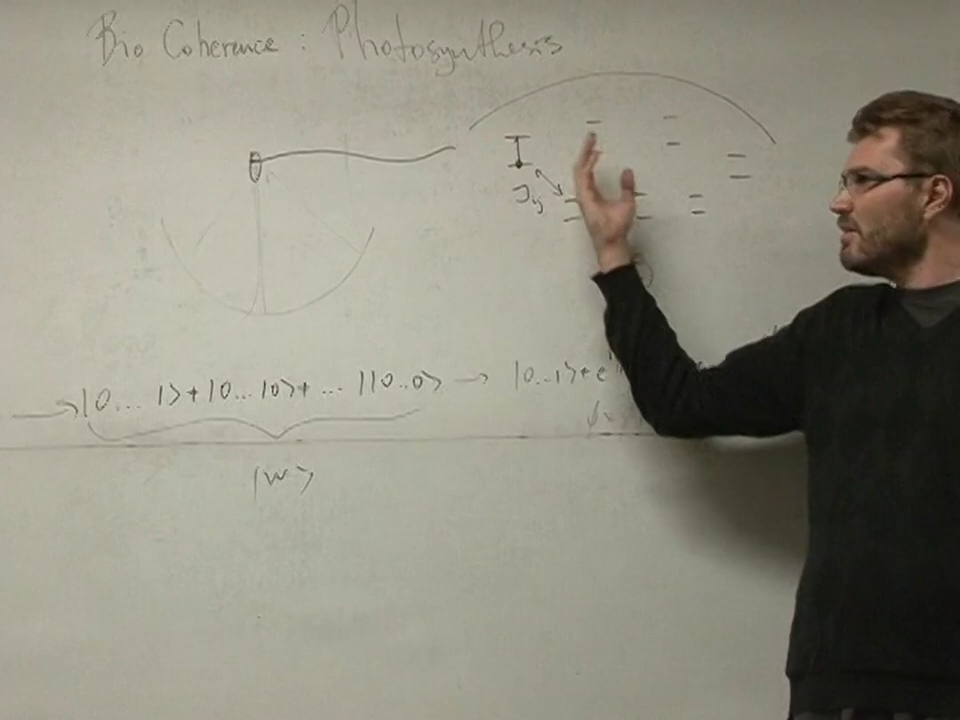 Bio Coherence : Photosynthesis
J_ij
→ |0... 1> + |0...10> + ... |10..0> → |0...1> + e
|W>